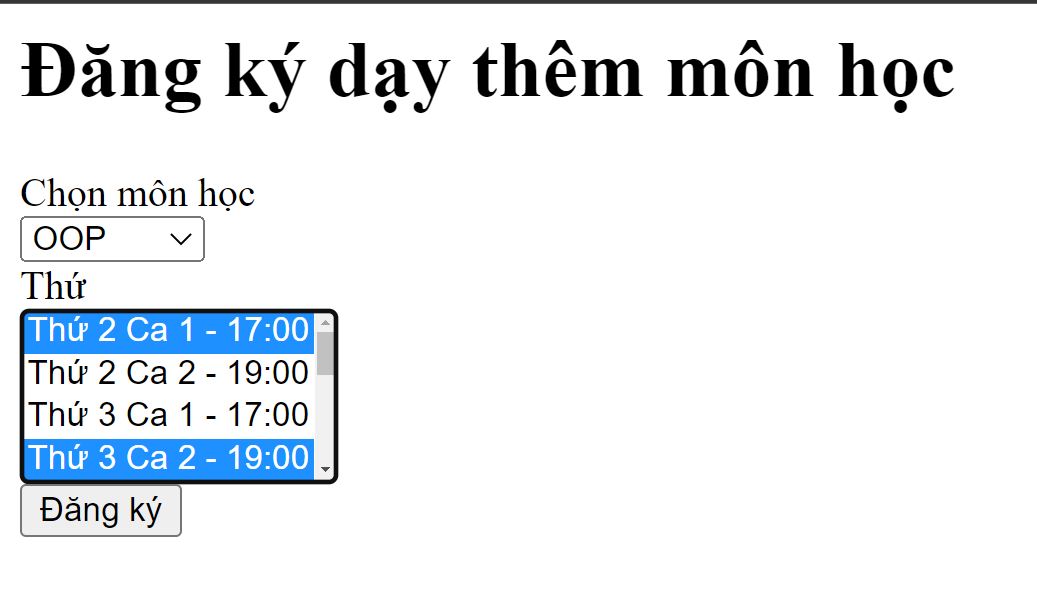 Đăng ký dạy thêm môn học
Chọn môn học
OOP
Thứ
Thứ 2 Ca 1 - 17:00
Thứ 2 Ca 2 - 19:00
Thứ 3 Ca 1 - 17:00
Thứ 3 Ca 2 - 19:00
Đăng ký